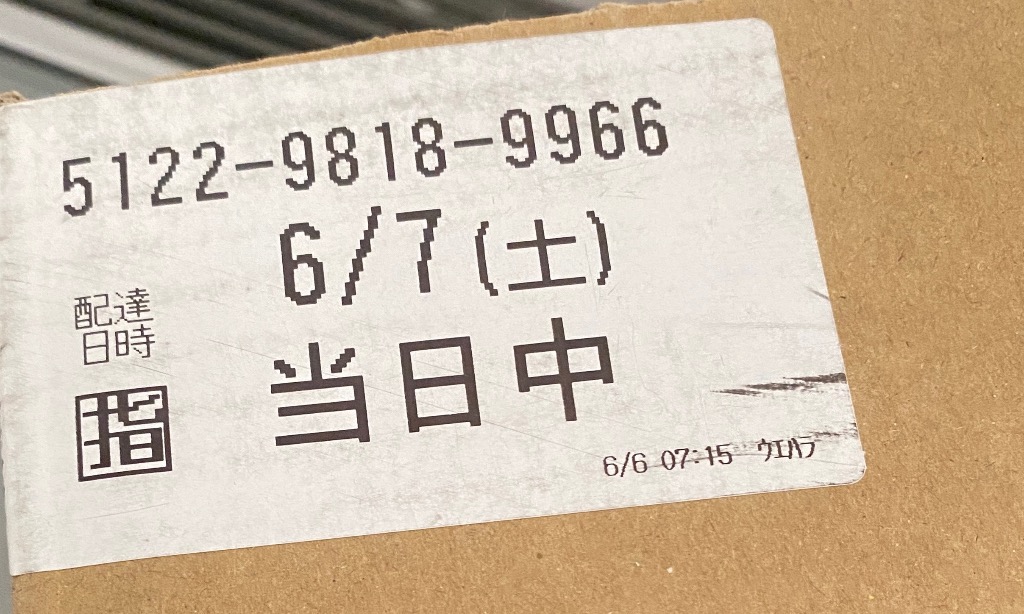 5122-9818-9966
6/7(土)
配達
日時
指 当日中
6/6 07:15 ウエハラ